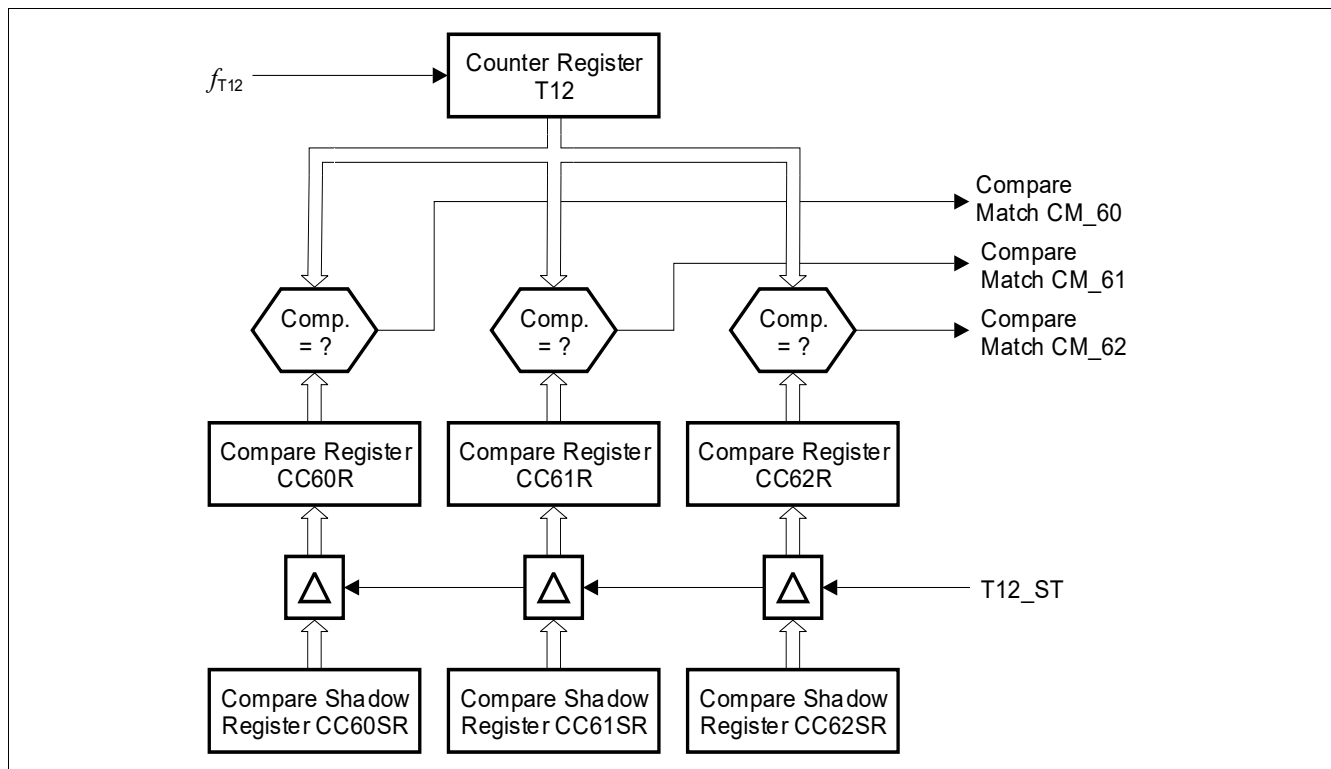 Counter Register
T12
fT12
Compare
Match CM_60
Compare
Match CM_61
Compare
Match CM_62
Comp.
= ?
Comp.
= ?
Comp.
= ?
Compare Register
CC60R
Compare Register
CC61R
Compare Register
CC62R
T12_ST
Compare Shadow
Register CC60SR
Compare Shadow
Register CC61SR
Compare Shadow
Register CC62SR